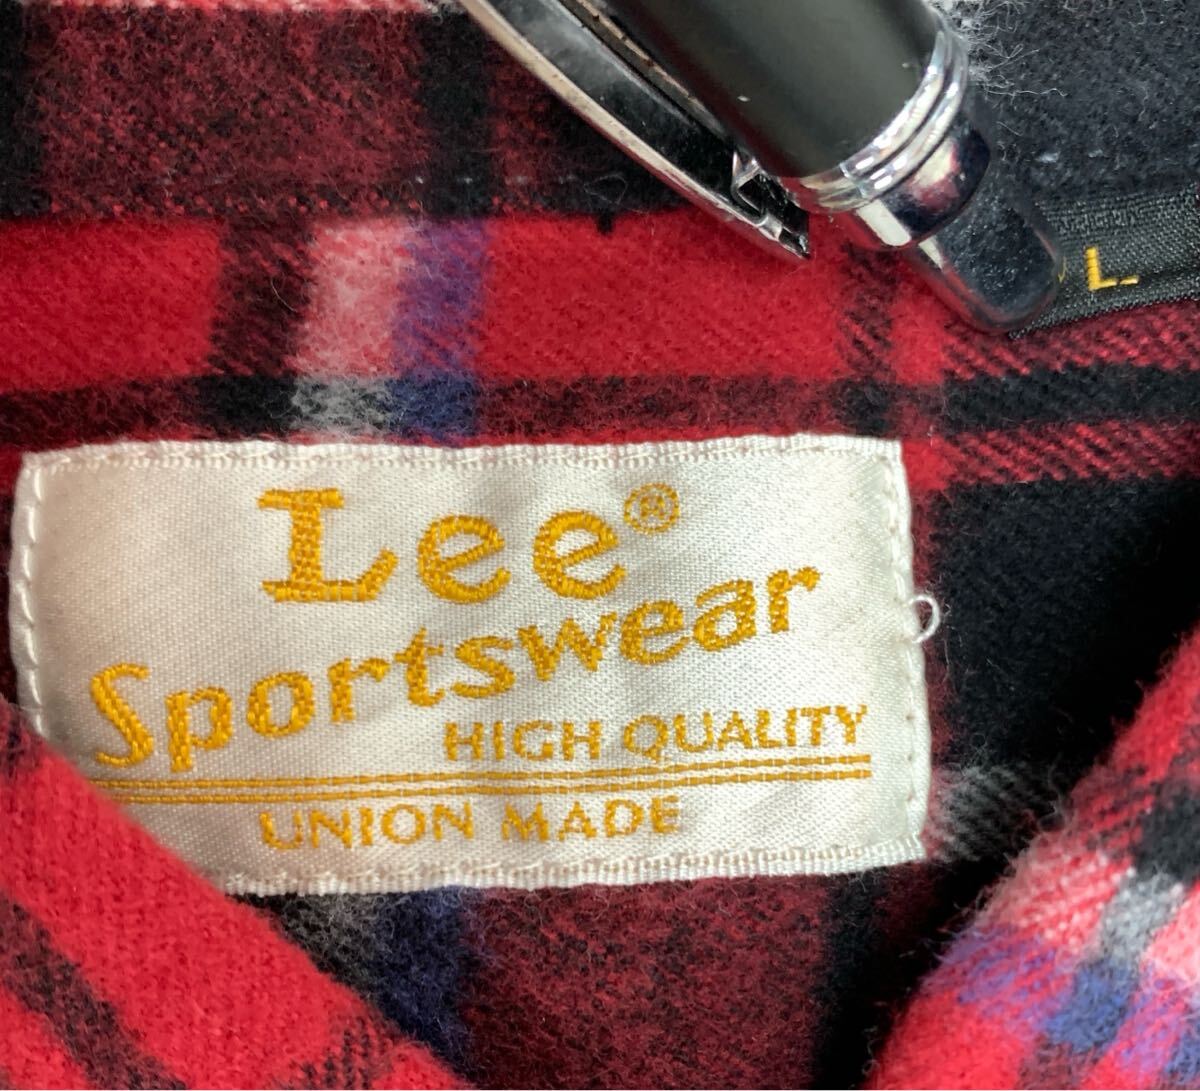 L
Lee®
Sportswear
HIGH QUALITY
UNION MADE